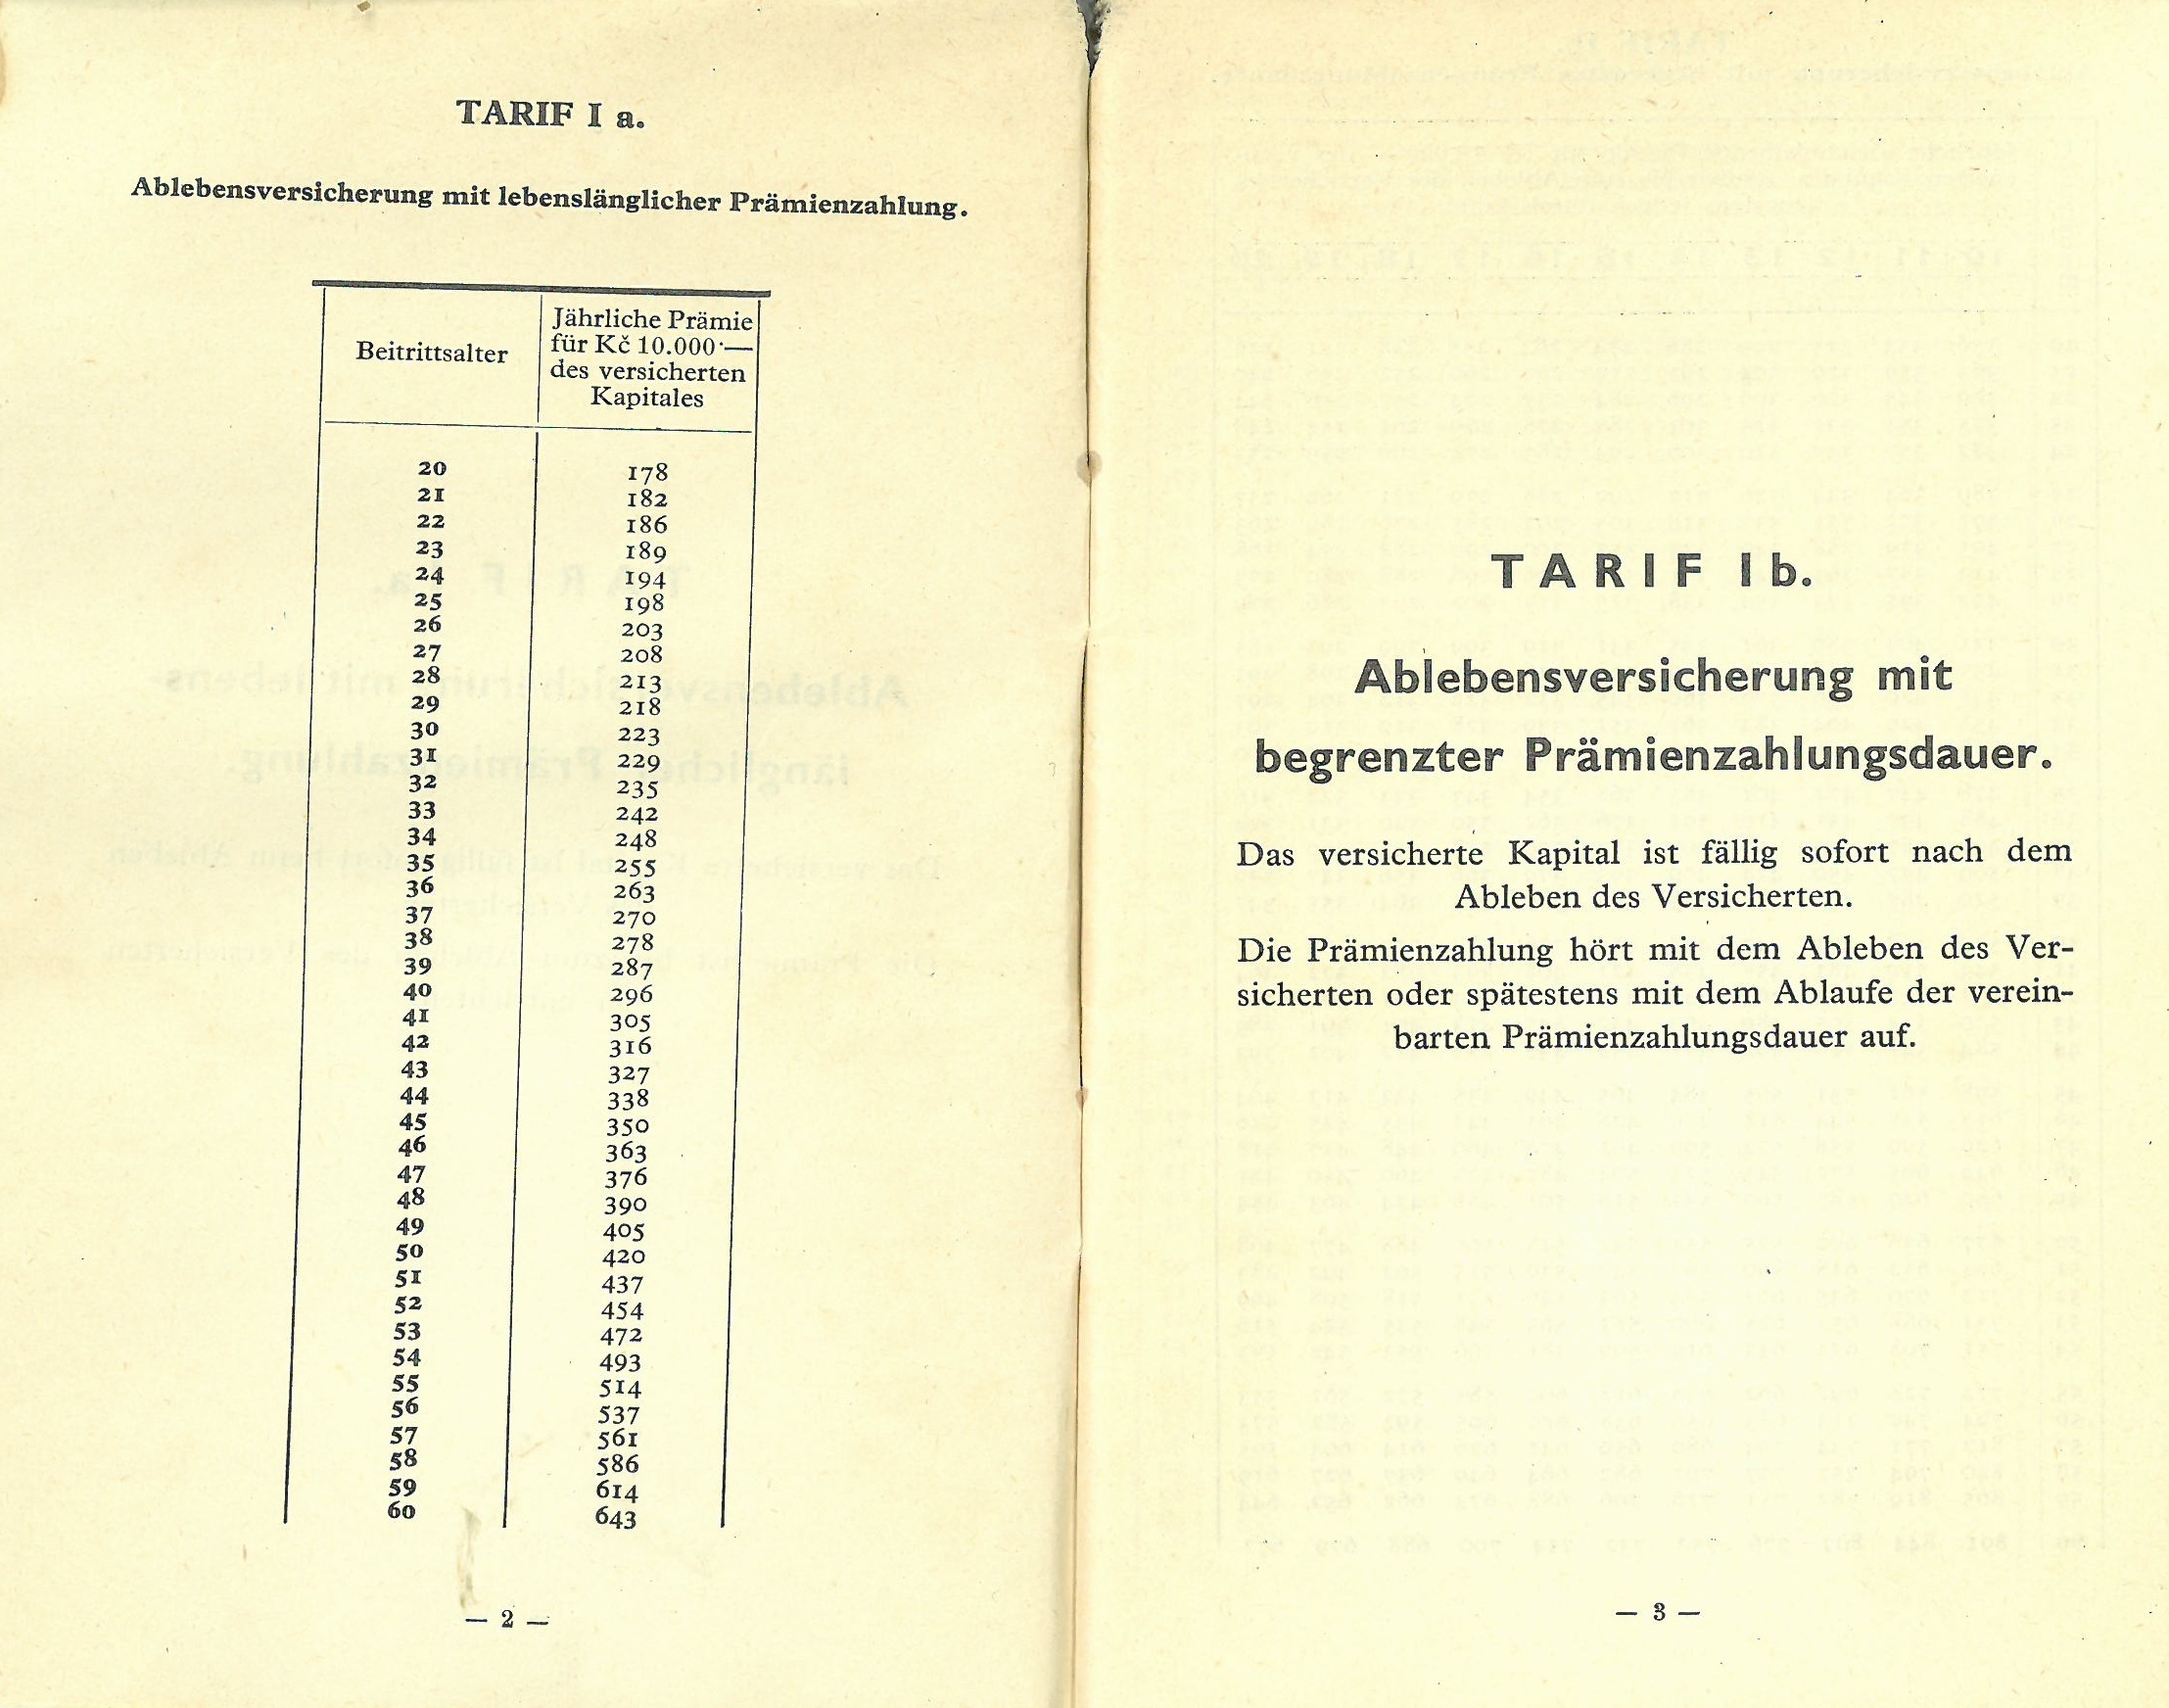 TARIF I a.
Ablebensversicherung mit lebenslänglicher Prämienzahlung.
Beitrittsalter
Jährliche Prämie
für Kč 10.000·—
des versicherten
Kapitales
20 178
21 182
22 186
23 189
24 194
25 198
26 203
27 208
28 213
29 218
30 223
31 229
32 235
33 242
34 248
35 255
36 263
37 270
38 278
39 287
40 296
41 305
42 316
43 327
44 338
45 350
46 363
47 376
48 390
49 405
50 420
51 437
52 454
53 472
54 493
55 514
56 537
57 561
58 586
59 614
60 643
— 2 —
TARIF Ib.
Ablebensversicherung mit
begrenzter Prämienzahlungsdauer.
Das versicherte Kapital ist fällig sofort nach dem
Ableben des Versicherten.
Die Prämienzahlung hört mit dem Ableben des Ver-
sicherten oder spätestens mit dem Ablaufe der verein-
barten Prämienzahlungsdauer auf.
— 3 —